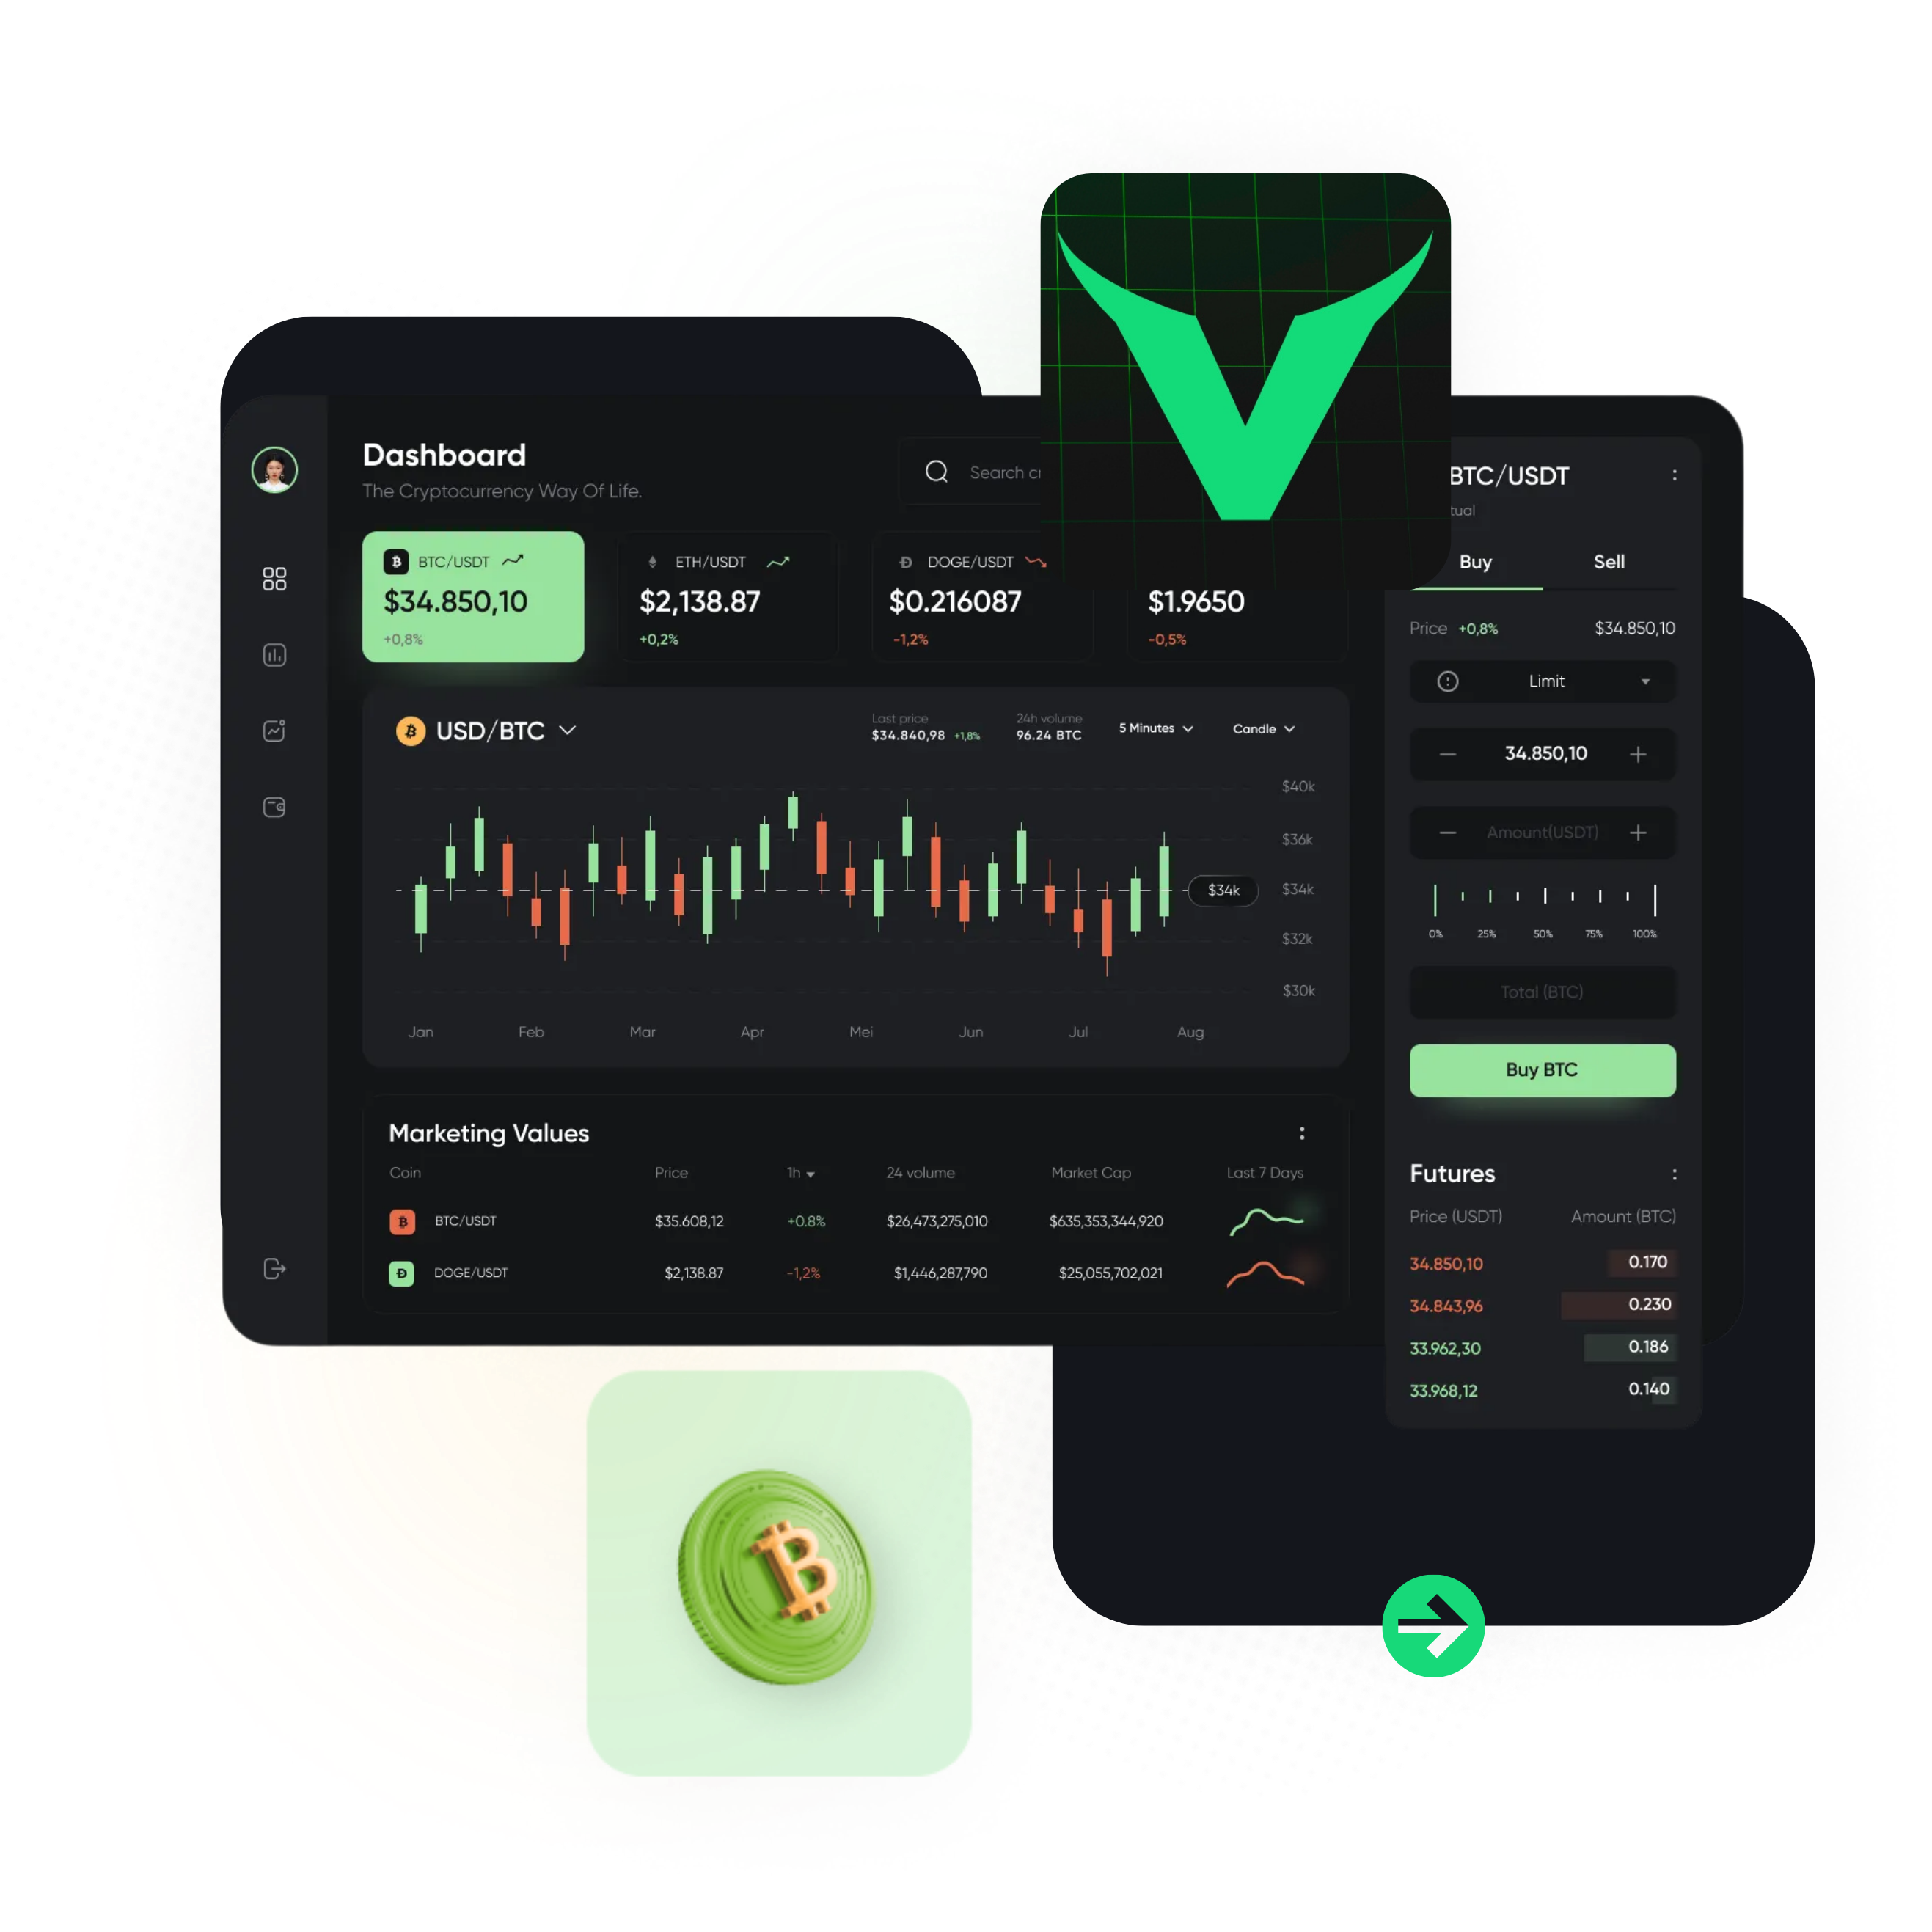 Dashboard
The Cryptocurrency Way Of Life.
Search
BTC/USDT
$34.850,10
+0,8%
ETH/USDT
$2,138.87
+0,2%
DOGE/USDT
$0.216087
-1,2%
$1.9650
-0,5%
USD/BTC
Last price
$34.840,98 +1,8%
24h volume
96.24 BTC
5 Minutes
Candle
$40k
$36k
$34k
$34k
$32k
$30k
Jan Feb Mar Apr Mei Jun Jul Aug
Marketing Values
Coin Price 1h 24 volume Market Cap Last 7 Days
BTC/USDT $35.608,12 +0.8% $26,473,275,010 $635,353,344,920
DOGE/USDT $2,138.87 -1,2% $1,446,287,790 $25,055,702,021
BTC/USDT
Buy Sell
Price +0,8% $34.850,10
Limit
34.850,10
Amount(USDT)
0% 25% 50% 75% 100%
Total (BTC)
Buy BTC
Futures
Price (USDT) Amount (BTC)
34.850,10 0.170
34.843,96 0.230
33.962,30 0.186
33.968,12 0.140